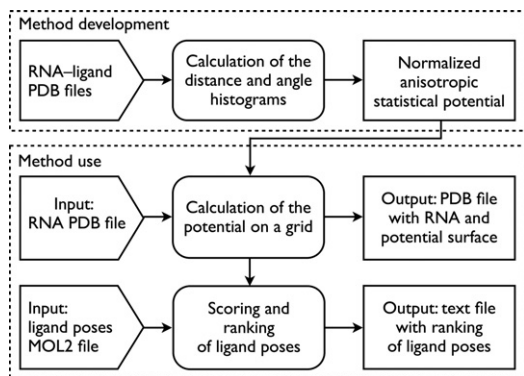 Method development
RNA–ligand
PDB files
Calculation of the
distance and angle
histograms
Normalized
anisotropic
statistical potential
Method use
Input:
RNA PDB file
Calculation of the
potential on a grid
Output: PDB file
with RNA and
potential surface
Input:
ligand poses
MOL2 file
Scoring and
ranking
of ligand poses
Output: text file
with ranking
of ligand poses